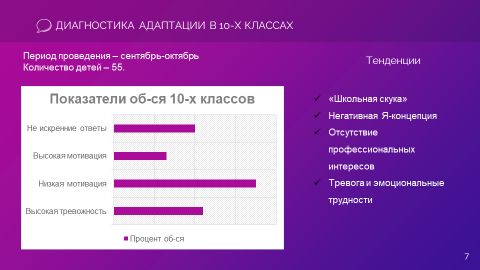 ДИАГНОСТИКА АДАПТАЦИИ В 10-Х КЛАССАХ
Период проведения – сентябрь-октябрь
Количество детей – 55.
Показатели об-ся 10-х классов
Не искренние ответы
Высокая мотивация
Низкая мотивация
Высокая тревожность
Процент об-ся
Тенденции
«Школьная скука»
Негативная Я-концепция
Отсутствие
профессиональных
интересов
Тревога и эмоциональные
трудности
7